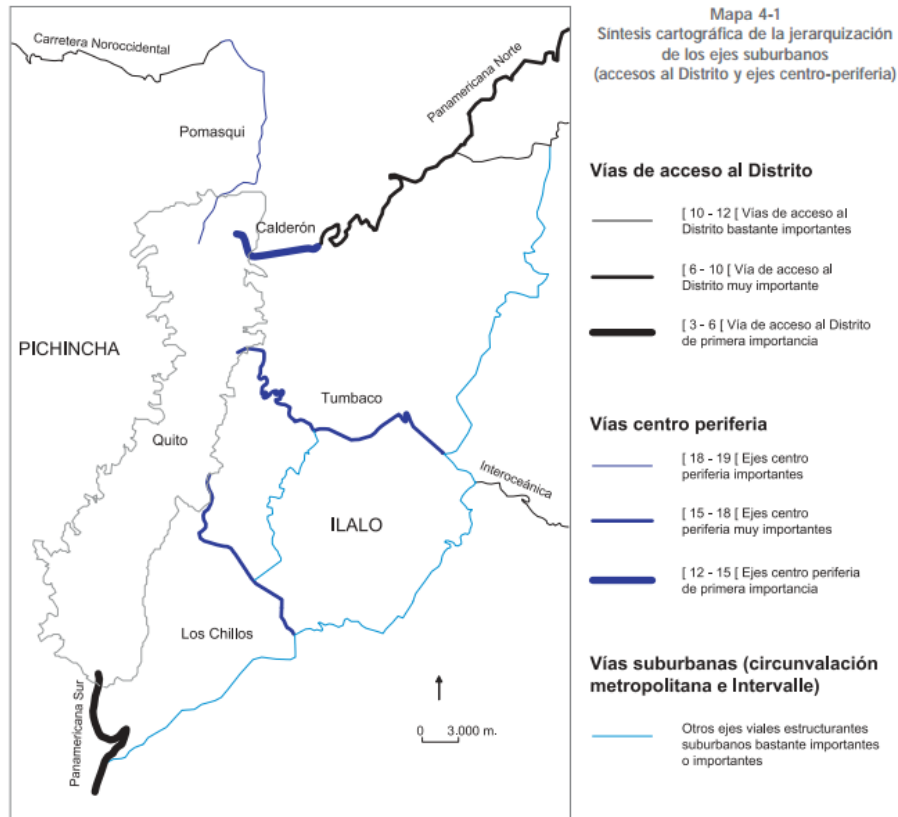 Mapa 4-1
Síntesis cartográfica de la jerarquización
de los ejes suburbanos
(accesos al Distrito y ejes centro-periferia)
Carretera Noroccidental
Panamericana Norte
Pomasqui
Calderón
PICHINCHA
Tumbaco
Quito
Interoceánica
ILALO
Los Chillos
Panamericana Sur
0 3.000 m.
Vías de acceso al Distrito
[ 10 - 12 [ Vías de acceso al
Distrito bastante importantes
[ 6 - 10 [ Vía de acceso al
Distrito muy importante
[ 3 - 6 [ Vía de acceso al Distrito
de primera importancia
Vías centro periferia
[ 18 - 19 [ Ejes centro
periferia importantes
[ 15 - 18 [ Ejes centro
periferia muy importantes
[ 12 - 15 [ Ejes centro periferia
de primera importancia
Vías suburbanas (circunvalación
metropolitana e Intervalle)
Otros ejes viales estructurantes
suburbanos bastante importantes
o importantes